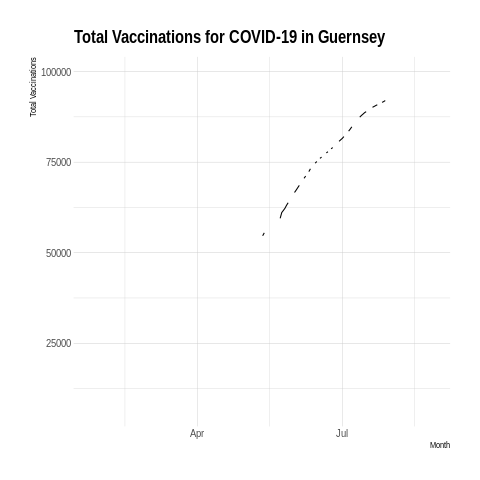 Total Vaccinations for COVID-19 in Guernsey
Total Vaccinations
100000
75000
50000
25000
Apr Jul
Month